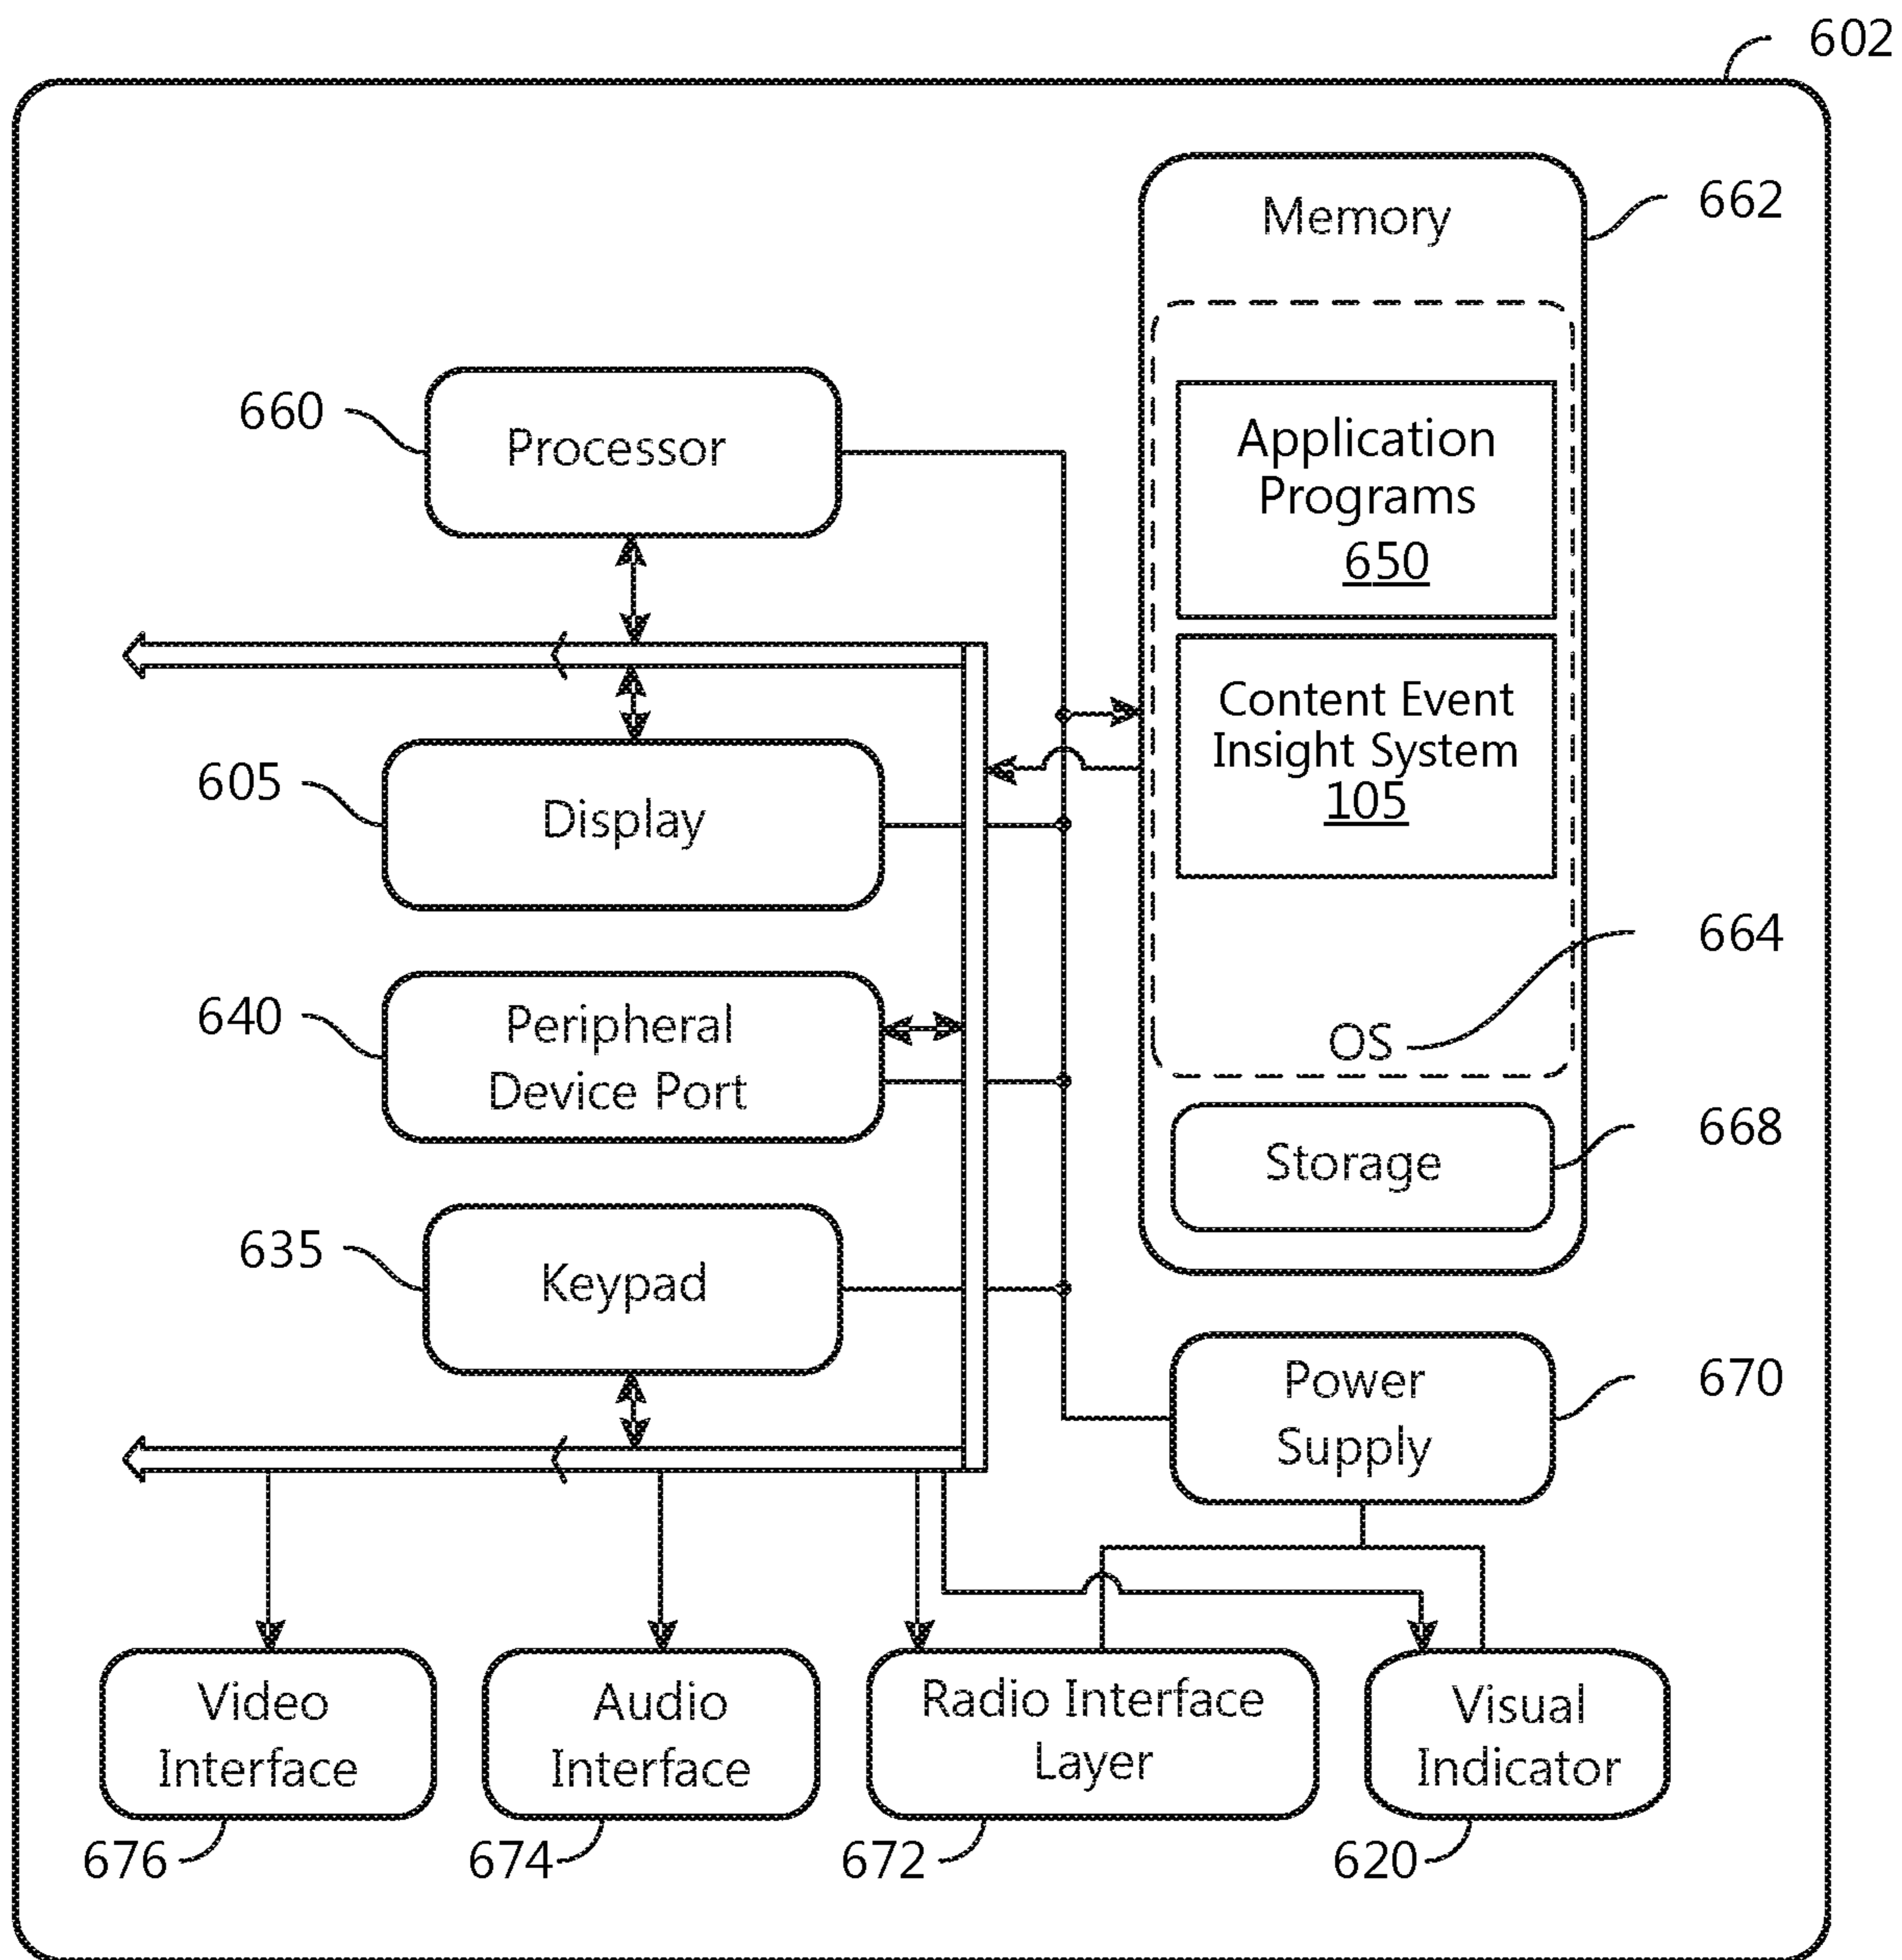 602
Memory
662
660
Processor
Application
Programs
650
Content Event
Insight System
105
605
Display
664
640
Peripheral
Device Port
OS
668
Storage
635
Keypad
Power
Supply
670
Video
Interface
Audio
Interface
Radio Interface
Layer
Visual
Indicator
676
674
672
620